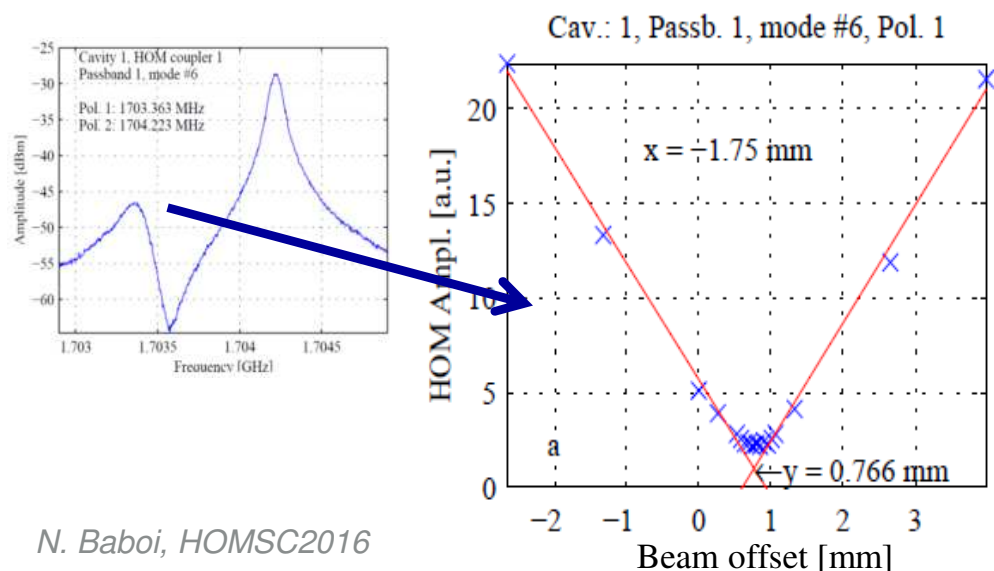 Cav.: 1, Passb. 1, mode #6, Pol. 1
−25
−30
−35
−40
−45
−50
−55
−60
Amplitude [dBm]
Cavity 1, HOM coupler 1
Passband 1, mode #6
Pol. 1: 1703.363 MHz
Pol. 2: 1704.223 MHz
1.703 1.7035 1.704 1.7045
Frequency [GHz]
20
15
10
5
0
HOM Ampl. [a.u.]
x = −1.75 mm
a
y = 0.766 mm
−2 −1 0 1 2 3
Beam offset [mm]
N. Baboi, HOMSC2016